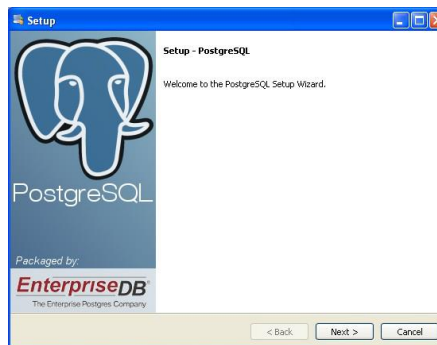 Setup
Setup - PostgreSQL
Welcome to the PostgreSQL Setup Wizard.
PostgreSQL
Packaged by:
EnterpriseDB®
The Enterprise Postgres Company
< Back
Next >
Cancel